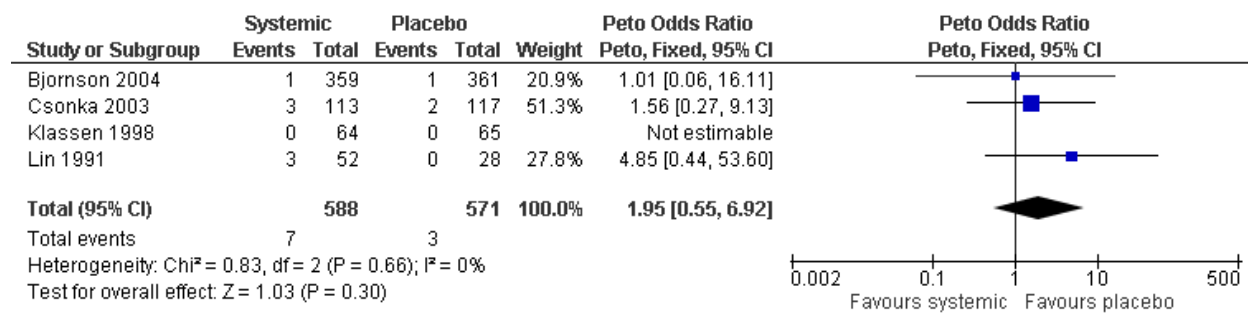 Systemic Placebo Peto Odds Ratio Peto Odds Ratio
Study or Subgroup Events Total Events Total Weight Peto, Fixed, 95% CI Peto, Fixed, 95% CI
Bjornson 2004 1 359 1 361 20.9% 1.01 [0.06, 16.11]
Csonka 2003 3 113 2 117 51.3% 1.56 [0.27, 9.13]
Klassen 1998 0 64 0 65 Not estimable
Lin 1991 3 52 0 28 27.8% 4.85 [0.44, 53.60]
Total (95% CI) 588 571 100.0% 1.95 [0.55, 6.92]
Total events 7 3
Heterogeneity: Chi² = 0.83, df = 2 (P = 0.66); I² = 0%
Test for overall effect: Z = 1.03 (P = 0.30)
0.002 0.1 1 10 500
Favours systemic Favours placebo